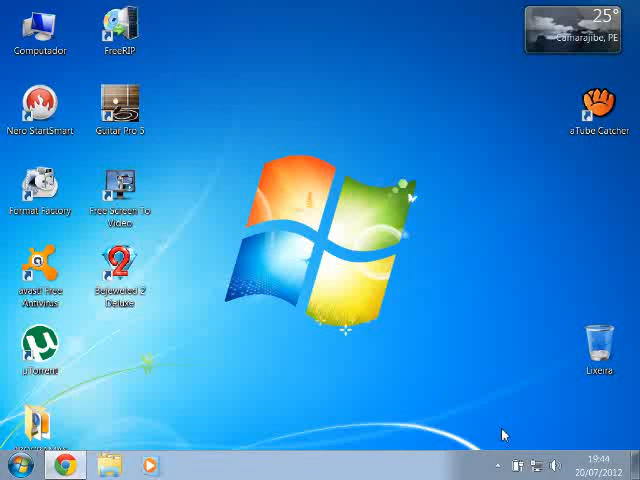 Computador
FreeRIP
25°
Camarajibe, PE
Nero StartSmart
Guitar Pro 5
aTube Catcher
Format Factory
Free Screen To
Video
avast! Free
Antivirus
Bejeweled 2
Deluxe
µTorrent
Lixeira
19:44
20/07/2012